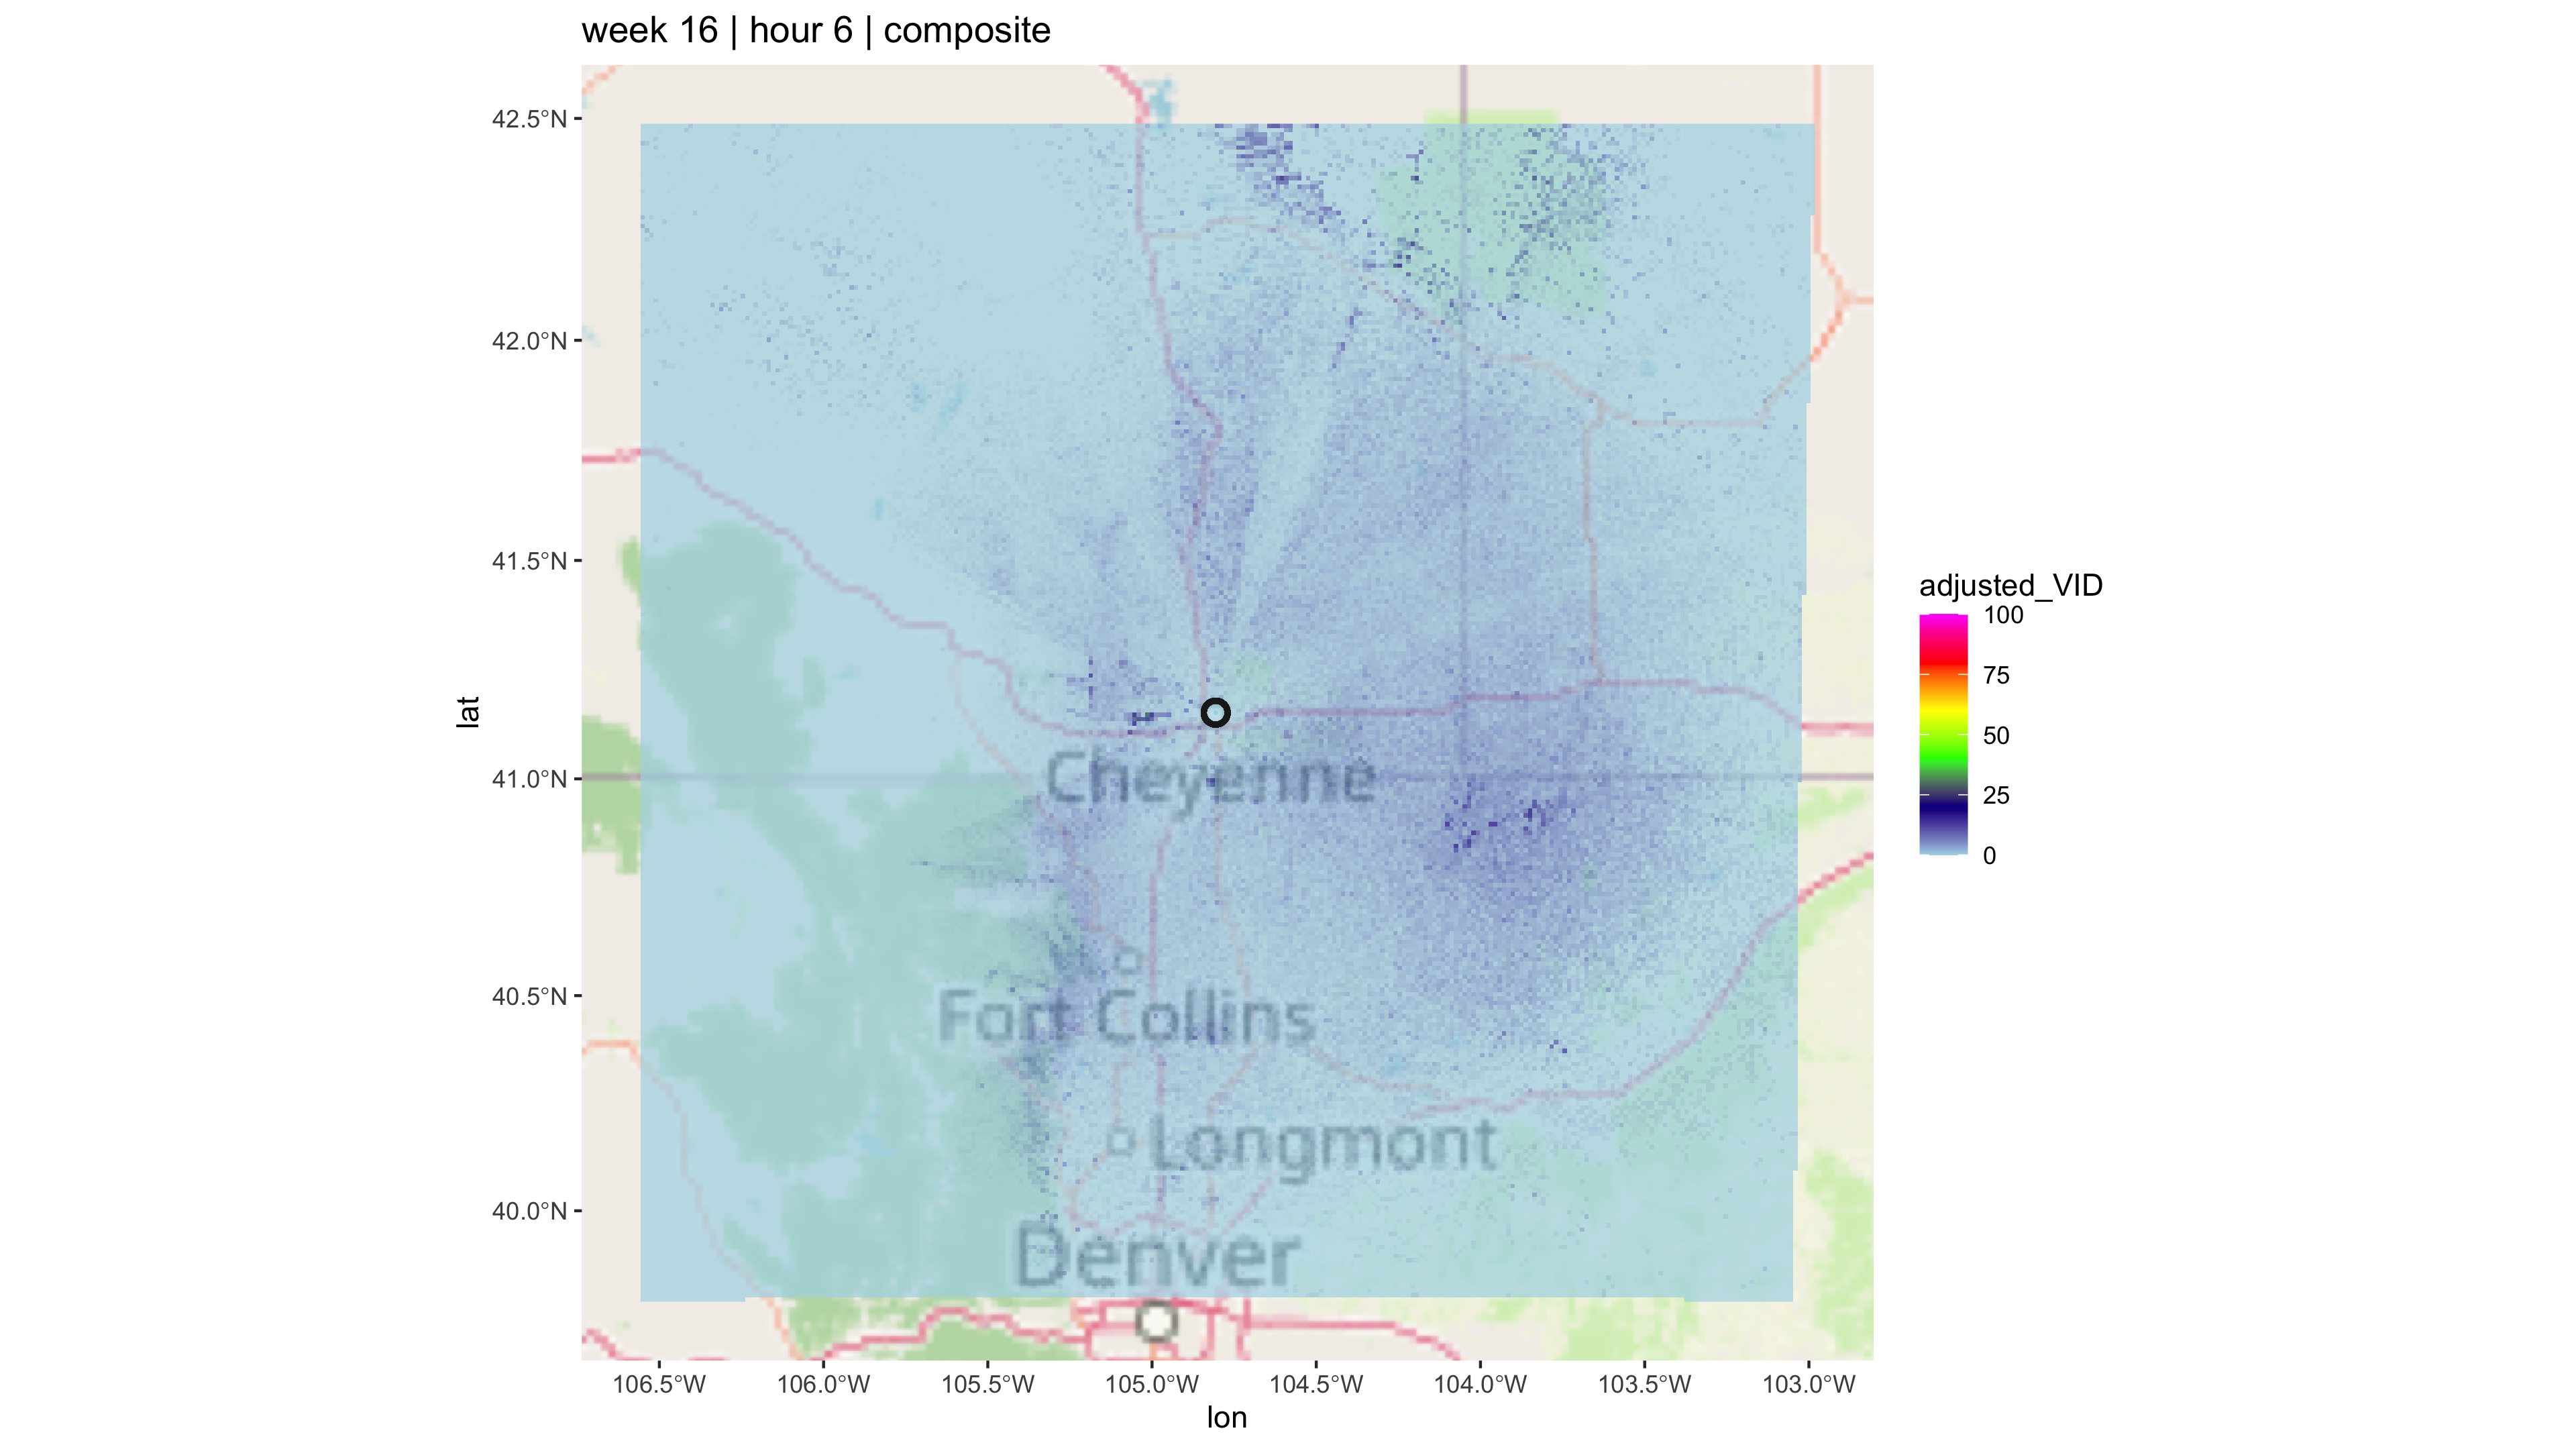 week 16 | hour 6 | composite
42.5°N
42.0°N
41.5°N
41.0°N
40.5°N
40.0°N
lat
Cheyenne
Fort Collins
Longmont
Denver
106.5°W 106.0°W 105.5°W 105.0°W 104.5°W 104.0°W 103.5°W 103.0°W
lon
adjusted_VID
100
75
50
25
0